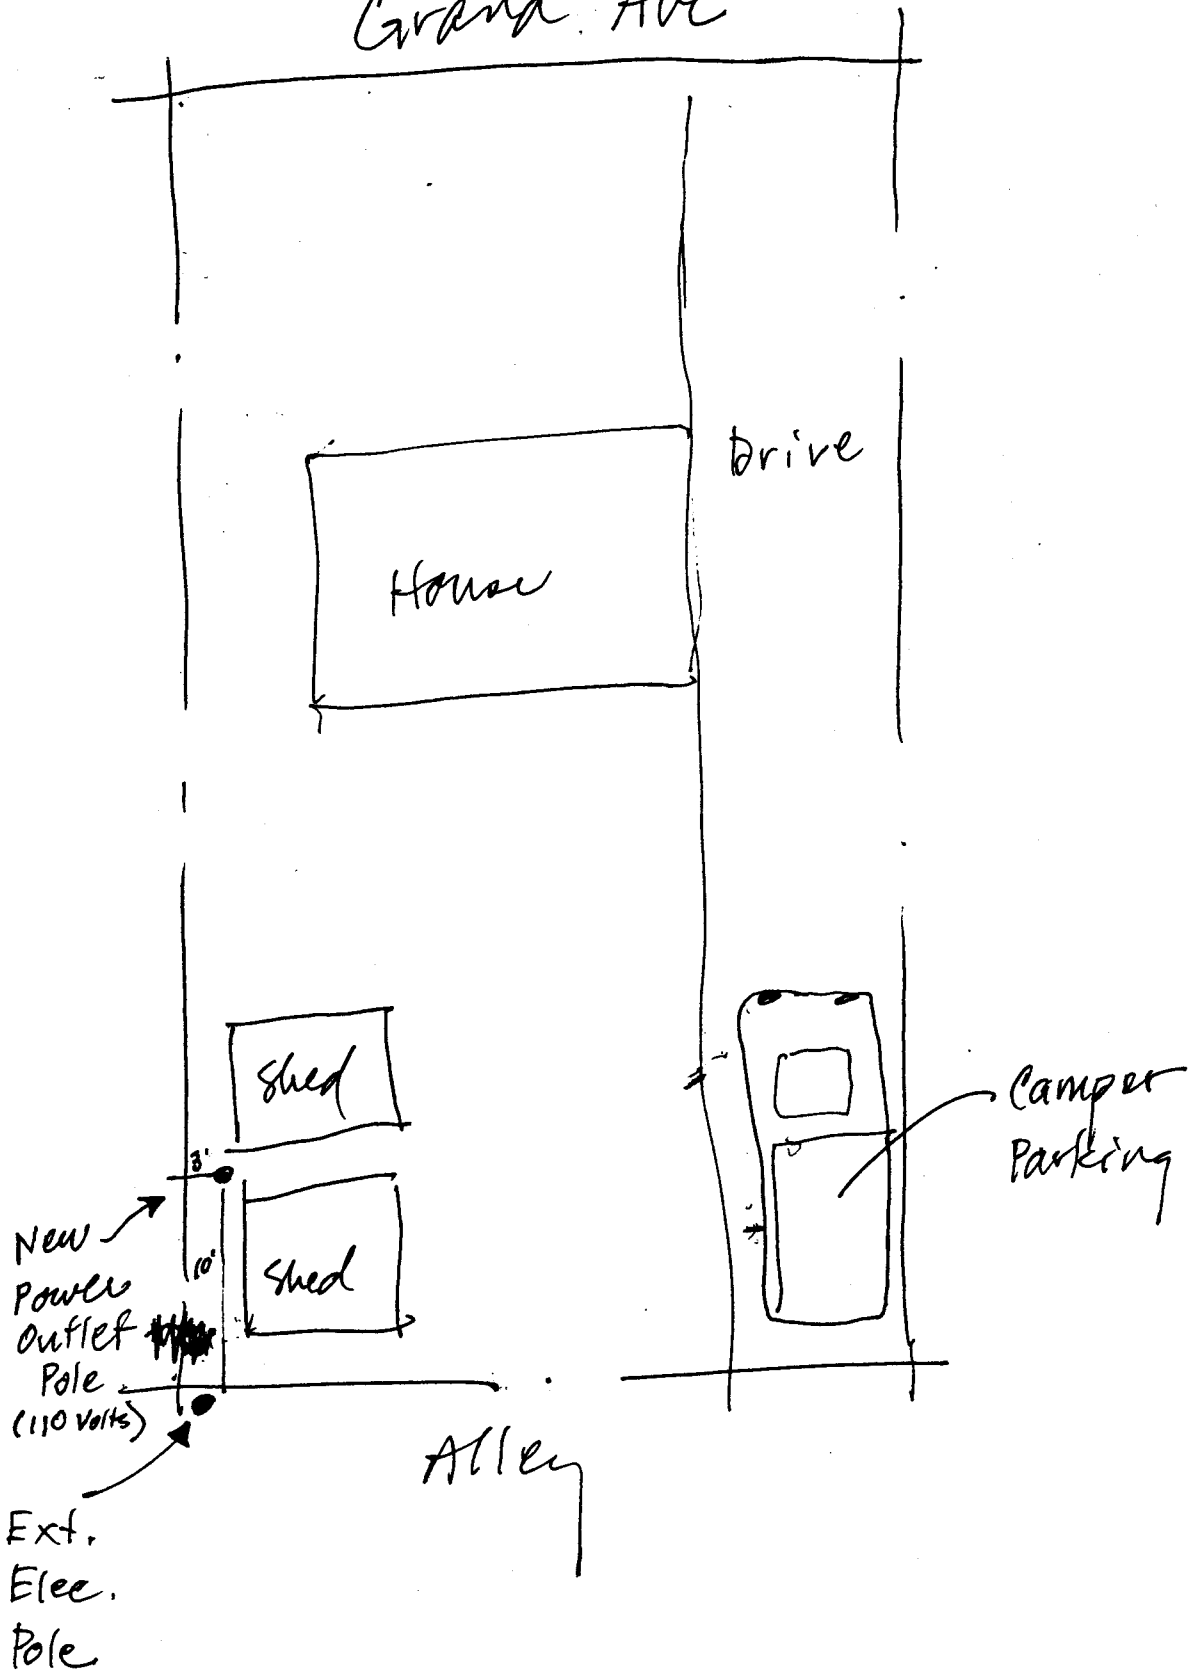 Grand Ave
Drive
House
Shed
Camper
Parking
3'
New
Power
Outlet
Pole
(110 Volts)
10'
Shed
Alley
Ext.
Elec.
Pole